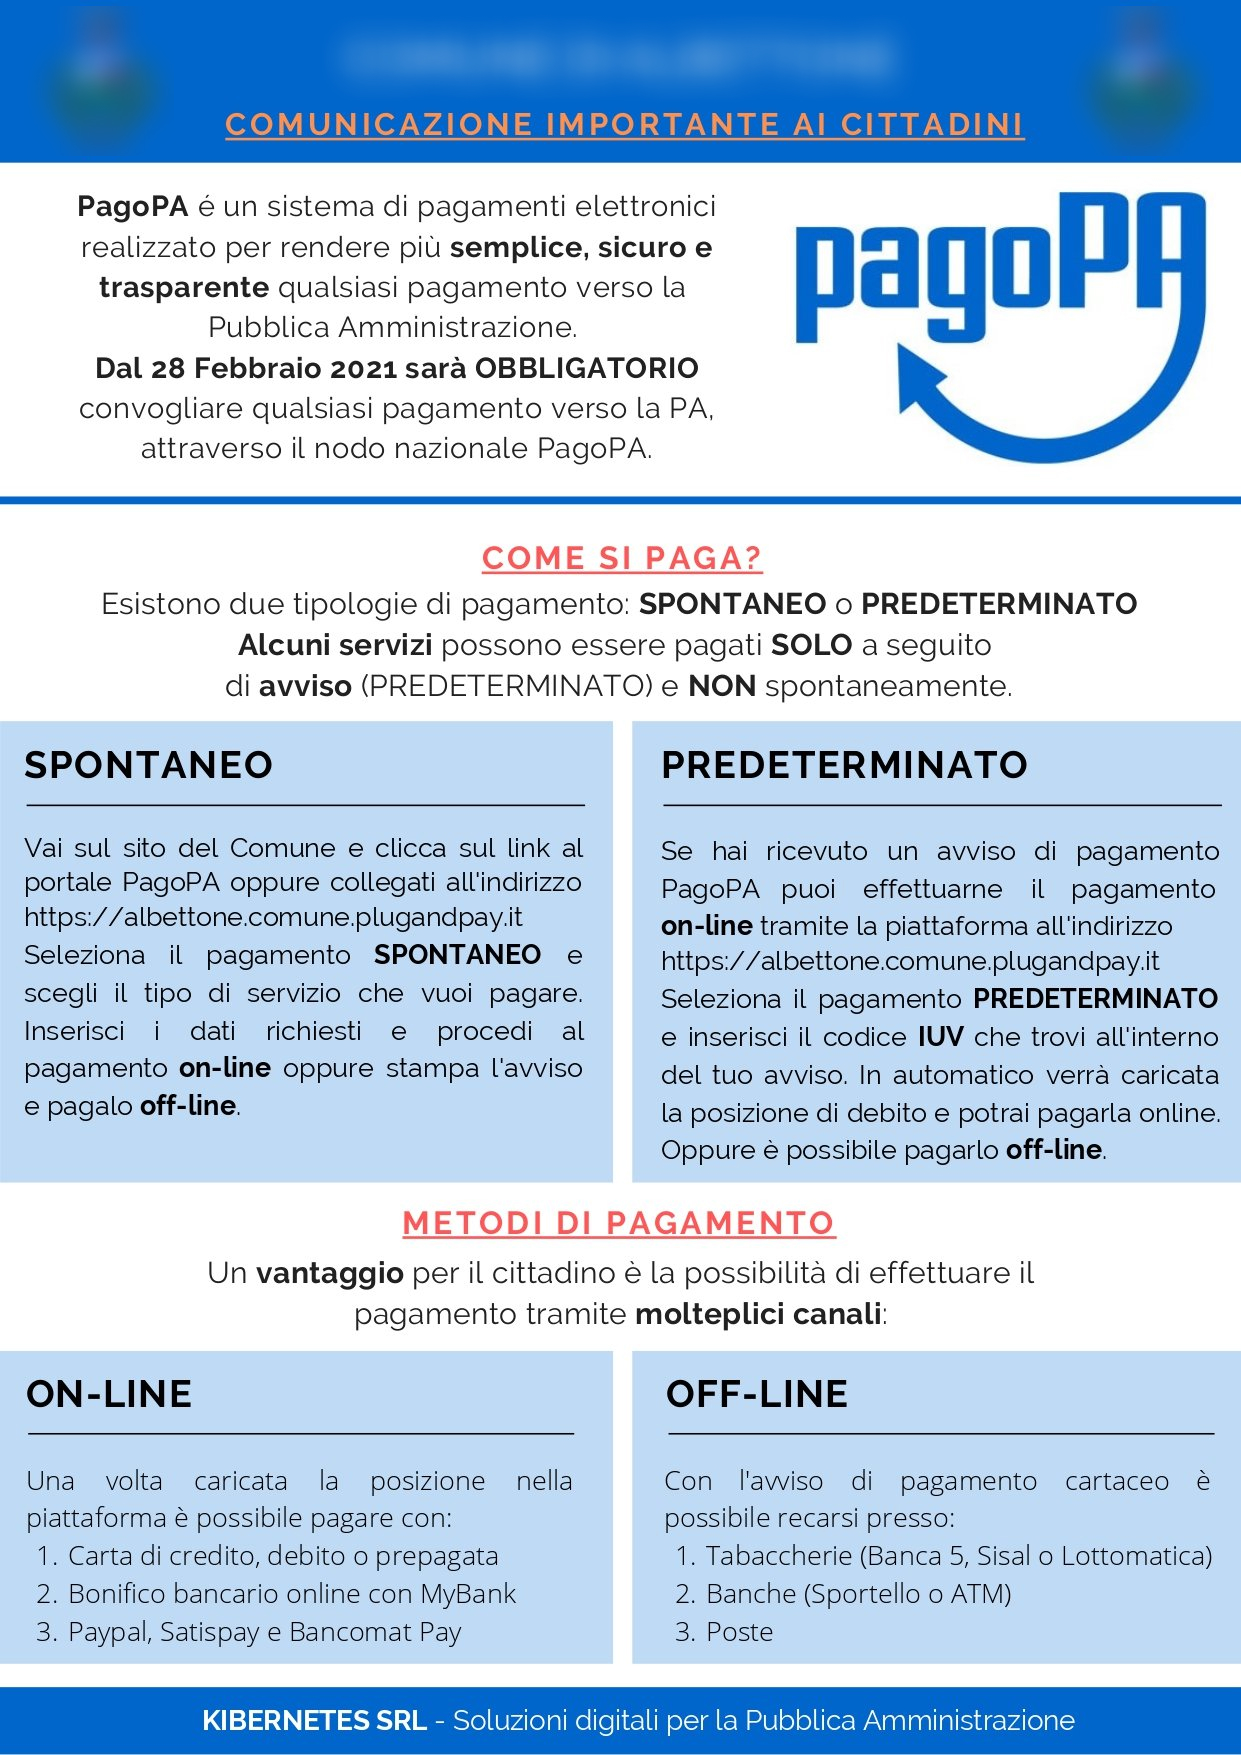 COMUNICAZIONE IMPORTANTE AI CITTADINI
PagoPA é un sistema di pagamenti elettronici
realizzato per rendere più semplice, sicuro e
trasparente qualsiasi pagamento verso la
Pubblica Amministrazione.
Dal 28 Febbraio 2021 sarà OBBLIGATORIO
convogliare qualsiasi pagamento verso la PA,
attraverso il nodo nazionale PagoPA.
pagoPA
COME SI PAGA?
Esistono due tipologie di pagamento: SPONTANEO o PREDETERMINATO
Alcuni servizi possono essere pagati SOLO a seguito
di avviso (PREDETERMINATO) e NON spontaneamente.
SPONTANEO
Vai sul sito del Comune e clicca sul link al
portale PagoPA oppure collegati all'indirizzo
https://albettone.comune.plugandpay.it
Seleziona il pagamento SPONTANEO e
scegli il tipo di servizio che vuoi pagare.
Inserisci i dati richiesti e procedi al
pagamento on-line oppure stampa l'avviso
e pagalo off-line.
PREDETERMINATO
Se hai ricevuto un avviso di pagamento
PagoPA puoi effettuarne il pagamento
on-line tramite la piattaforma all'indirizzo
https://albettone.comune.plugandpay.it
Seleziona il pagamento PREDETERMINATO
e inserisci il codice IUV che trovi all'interno
del tuo avviso. In automatico verrà caricata
la posizione di debito e potrai pagarla online.
Oppure è possibile pagarlo off-line.
METODI DI PAGAMENTO
Un vantaggio per il cittadino è la possibilità di effettuare il
pagamento tramite molteplici canali:
ON-LINE
Una volta caricata la posizione nella
piattaforma è possibile pagare con:
1. Carta di credito, debito o prepagata
2. Bonifico bancario online con MyBank
3. Paypal, Satispay e Bancomat Pay
OFF-LINE
Con l'avviso di pagamento cartaceo è
possibile recarsi presso:
1. Tabaccherie (Banca 5, Sisal o Lottomatica)
2. Banche (Sportello o ATM)
3. Poste
KIBERNETES SRL - Soluzioni digitali per la Pubblica Amministrazione